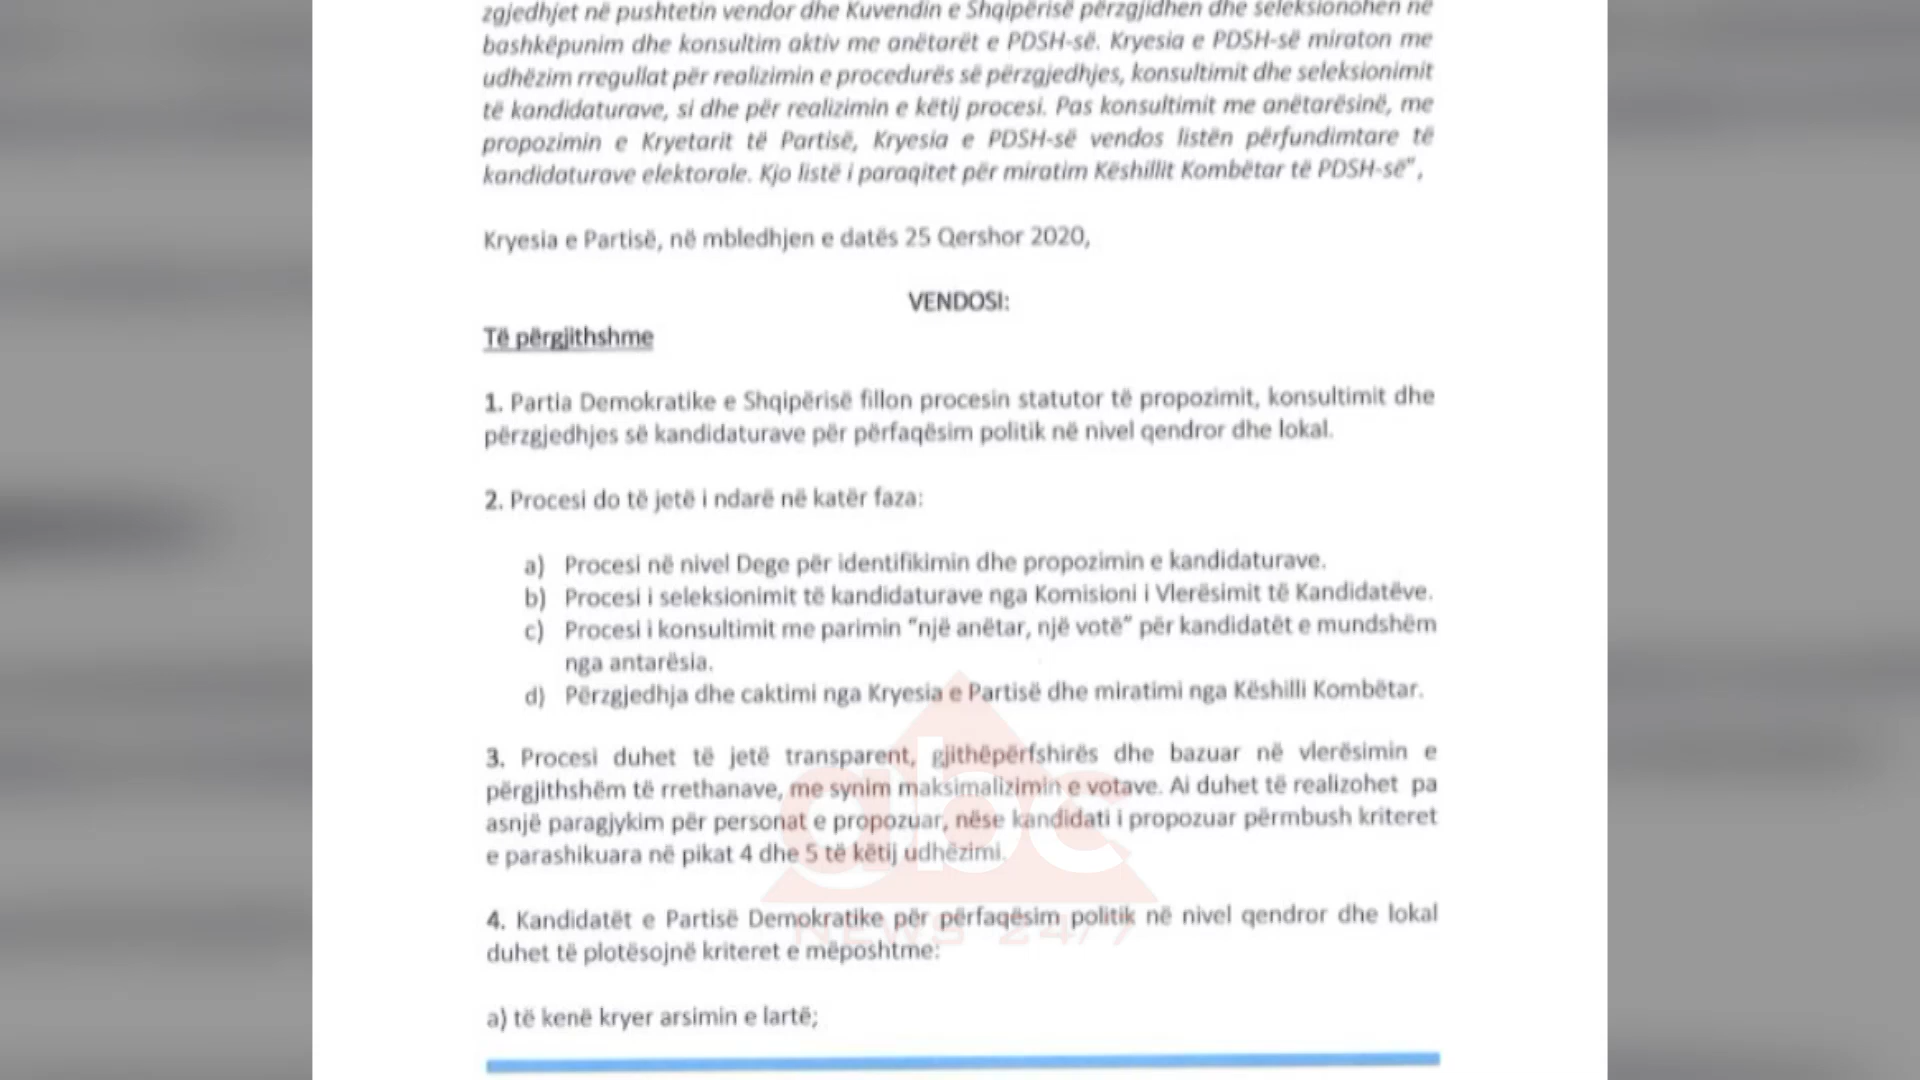 zgjedhjet në pushtetin vendor dhe Kuvendin e Shqipërisë përzgjidhen dhe seleksionohen në
bashkëpunim dhe konsultim aktiv me anëtarët e PDSH-së. Kryesia e PDSH-së miraton me
udhëzim rregullat për realizimin e procedurës së përzgjedhjes, konsultimit dhe seleksionimit
të kandidaturave, si dhe për realizimin e këtij procesi. Pas konsultimit me anëtarësinë, me
propozimin e Kryetarit të Partisë, Kryesia e PDSH-së vendos listën përfundimtare të
kandidaturave elektorale. Kjo listë i paraqitet për miratim Këshillit Kombëtar të PDSH-së",
Kryesia e Partisë, në mbledhjen e datës 25 Qershor 2020,
VENDOSI:
Të përgjithshme
1. Partia Demokratike e Shqipërisë fillon procesin statutor të propozimit, konsultimit dhe
përzgjedhjes së kandidaturave për përfaqësim politik në nivel qendror dhe lokal.
2. Procesi do të jetë i ndarë në katër faza:
a) Procesi në nivel Dege për identifikimin dhe propozimin e kandidaturave.
b) Procesi i seleksionimit të kandidaturave nga Komisioni i Vlerësimit të Kandidatëve.
c) Procesi i konsultimit me parimin "një anëtar, një votë" për kandidatët e mundshëm
nga antarësia.
d) Përzgjedhja dhe caktimi nga Kryesia e Partisë dhe miratimi nga Këshilli Kombëtar.
3. Procesi duhet të jetë transparent, gjithëpërfshirës dhe bazuar në vlerësimin e
përgjithshëm të rrethanave, me synim maksimalizimin e votave. Ai duhet të realizohet pa
asnjë paragjykim për personat e propozuar, nëse kandidati i propozuar përmbush kriteret
e parashikuara në pikat 4 dhe 5 të këtij udhëzimi.
abc
NEWS 24/7
4. Kandidatët e Partisë Demokratike për përfaqësim politik në nivel qendror dhe lokal
duhet të plotësojnë kriteret e mëposhtme:
a) të kenë kryer arsimin e lartë;